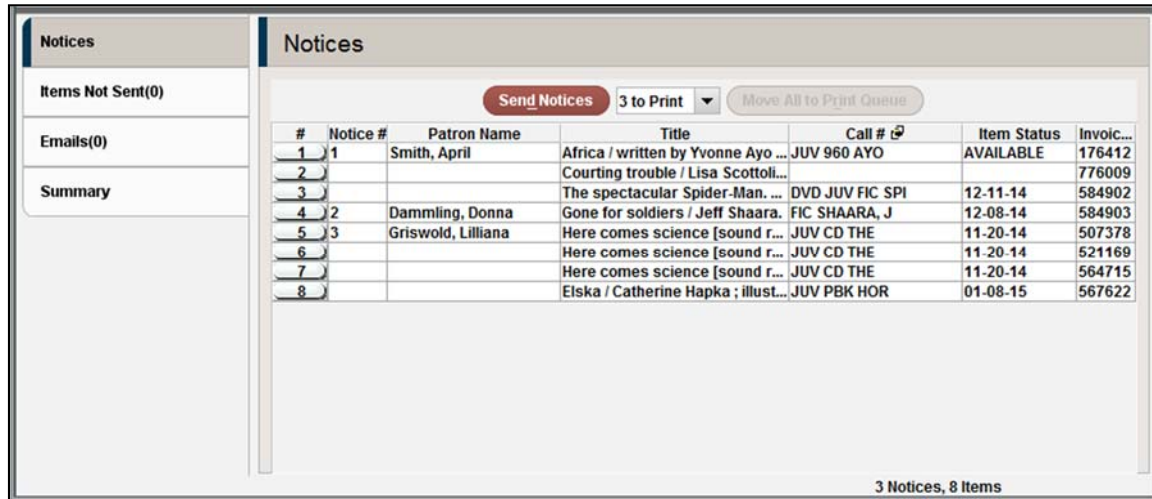 Notices
Notices
Items Not Sent(0)
Emails(0)
Summary
Send Notices 3 to Print Move All to Print Queue
# Notice # Patron Name Title Call # Item Status Invoic...
1 1 Smith, April Africa / written by Yvonne Ayo ... JUV 960 AYO AVAILABLE 176412
2 Courting trouble / Lisa Scottoli... 776009
3 The spectacular Spider-Man. ... DVD JUV FIC SPI 12-11-14 584902
4 2 Dammling, Donna Gone for soldiers / Jeff Shaara. FIC SHAARA, J 12-08-14 584903
5 3 Griswold, Lilliana Here comes science [sound r... JUV CD THE 11-20-14 507378
6 Here comes science [sound r... JUV CD THE 11-20-14 521169
7 Here comes science [sound r... JUV CD THE 11-20-14 564715
8 Elska / Catherine Hapka ; illust... JUV PBK HOR 01-08-15 567622
3 Notices, 8 Items